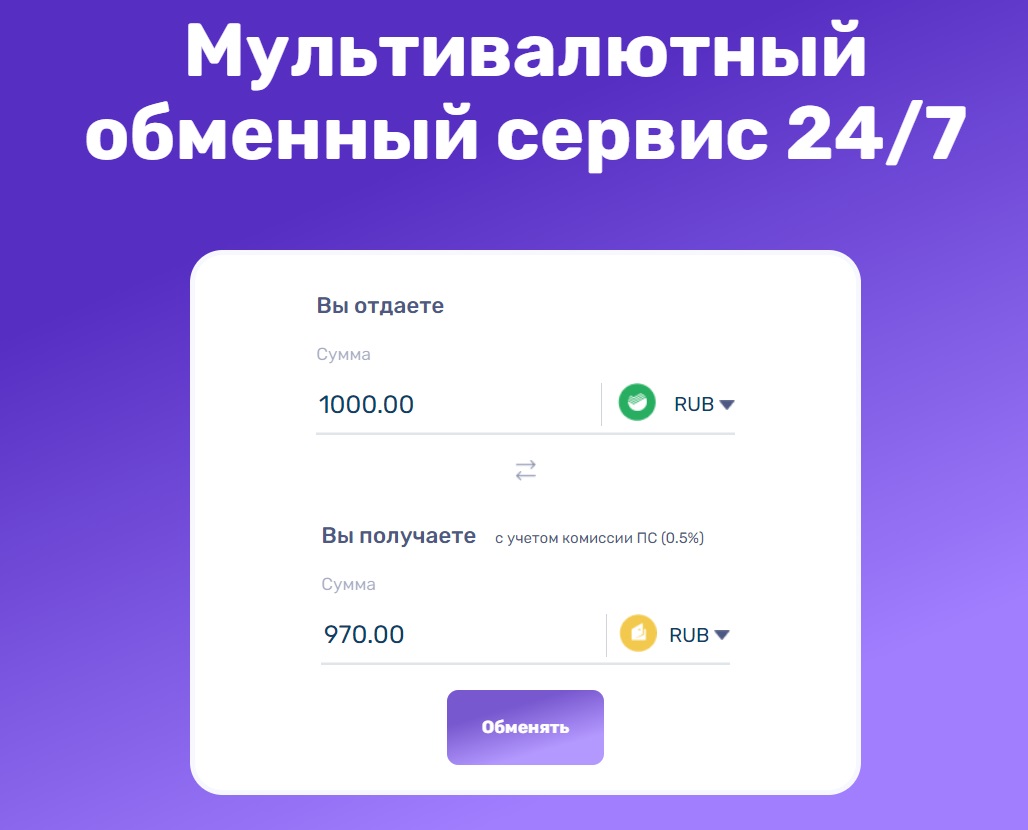 Мультивалютный
обменный сервис 24/7
Вы отдаете
Сумма
1000.00 RUB
Вы получаете с учетом комиссии ПС (0.5%)
Сумма
970.00 RUB
Обменять